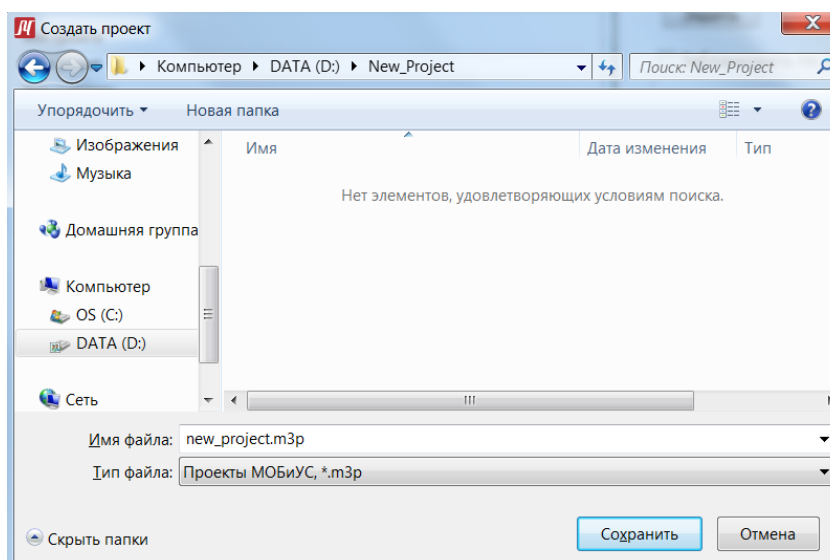 Создать проект
Компьютер DATA (D:) New_Project
Поиск: New_Project
Упорядочить Новая папка
Имя Дата изменения Тип
Нет элементов, удовлетворяющих условиям поиска.
Изображения
Музыка
Домашняя группа
Компьютер
OS (C:)
DATA (D:)
Сеть
Имя файла: new_project.m3p
Тип файла: Проекты МОБиУС, *.m3p
Скрыть папки
Сохранить Отмена